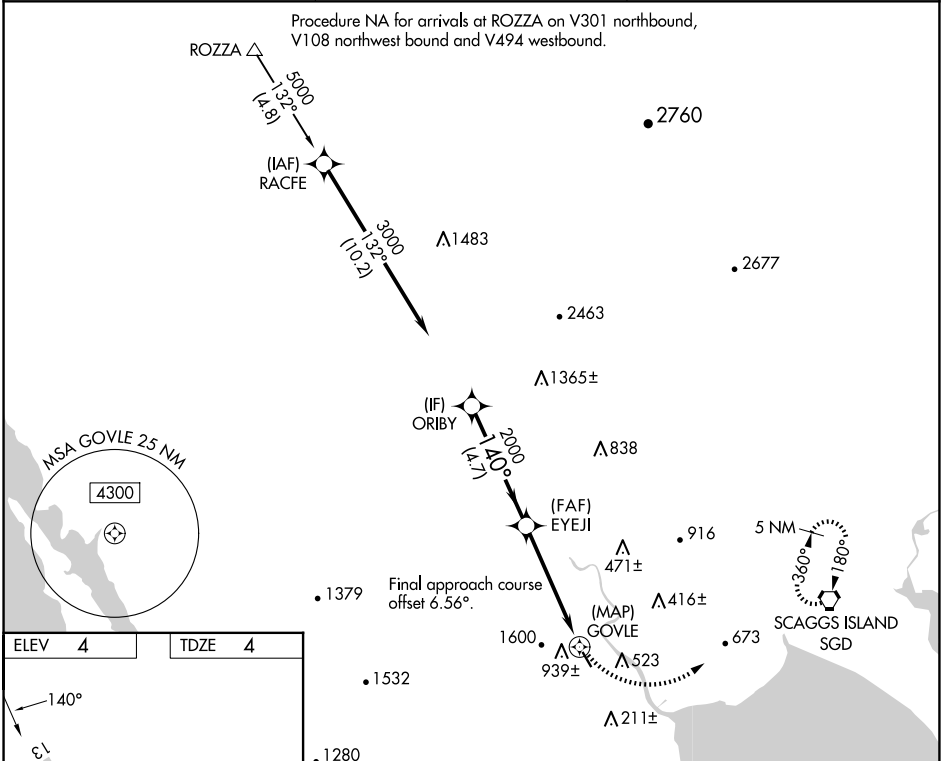 Procedure NA for arrivals at ROZZA on V301 northbound,
V108 northwest bound and V494 westbound.
ROZZA
5000
132°
(4.8)
2760
(IAF)
RACFE
3000
132°
(10.2)
1483
2677
2463
1365±
(IF)
ORIBY
2000
140°
(4.7)
838
MSA GOVLE 25 NM
4300
(FAF)
EYEJI
916
5 NM
360°
180°
471±
Final approach course
offset 6.56°.
1379
416±
(MAP)
GOVLE
SCAGGS ISLAND
SGD
1600
939±
523
673
ELEV 4
TDZE 4
1532
140°
211±
13
1280